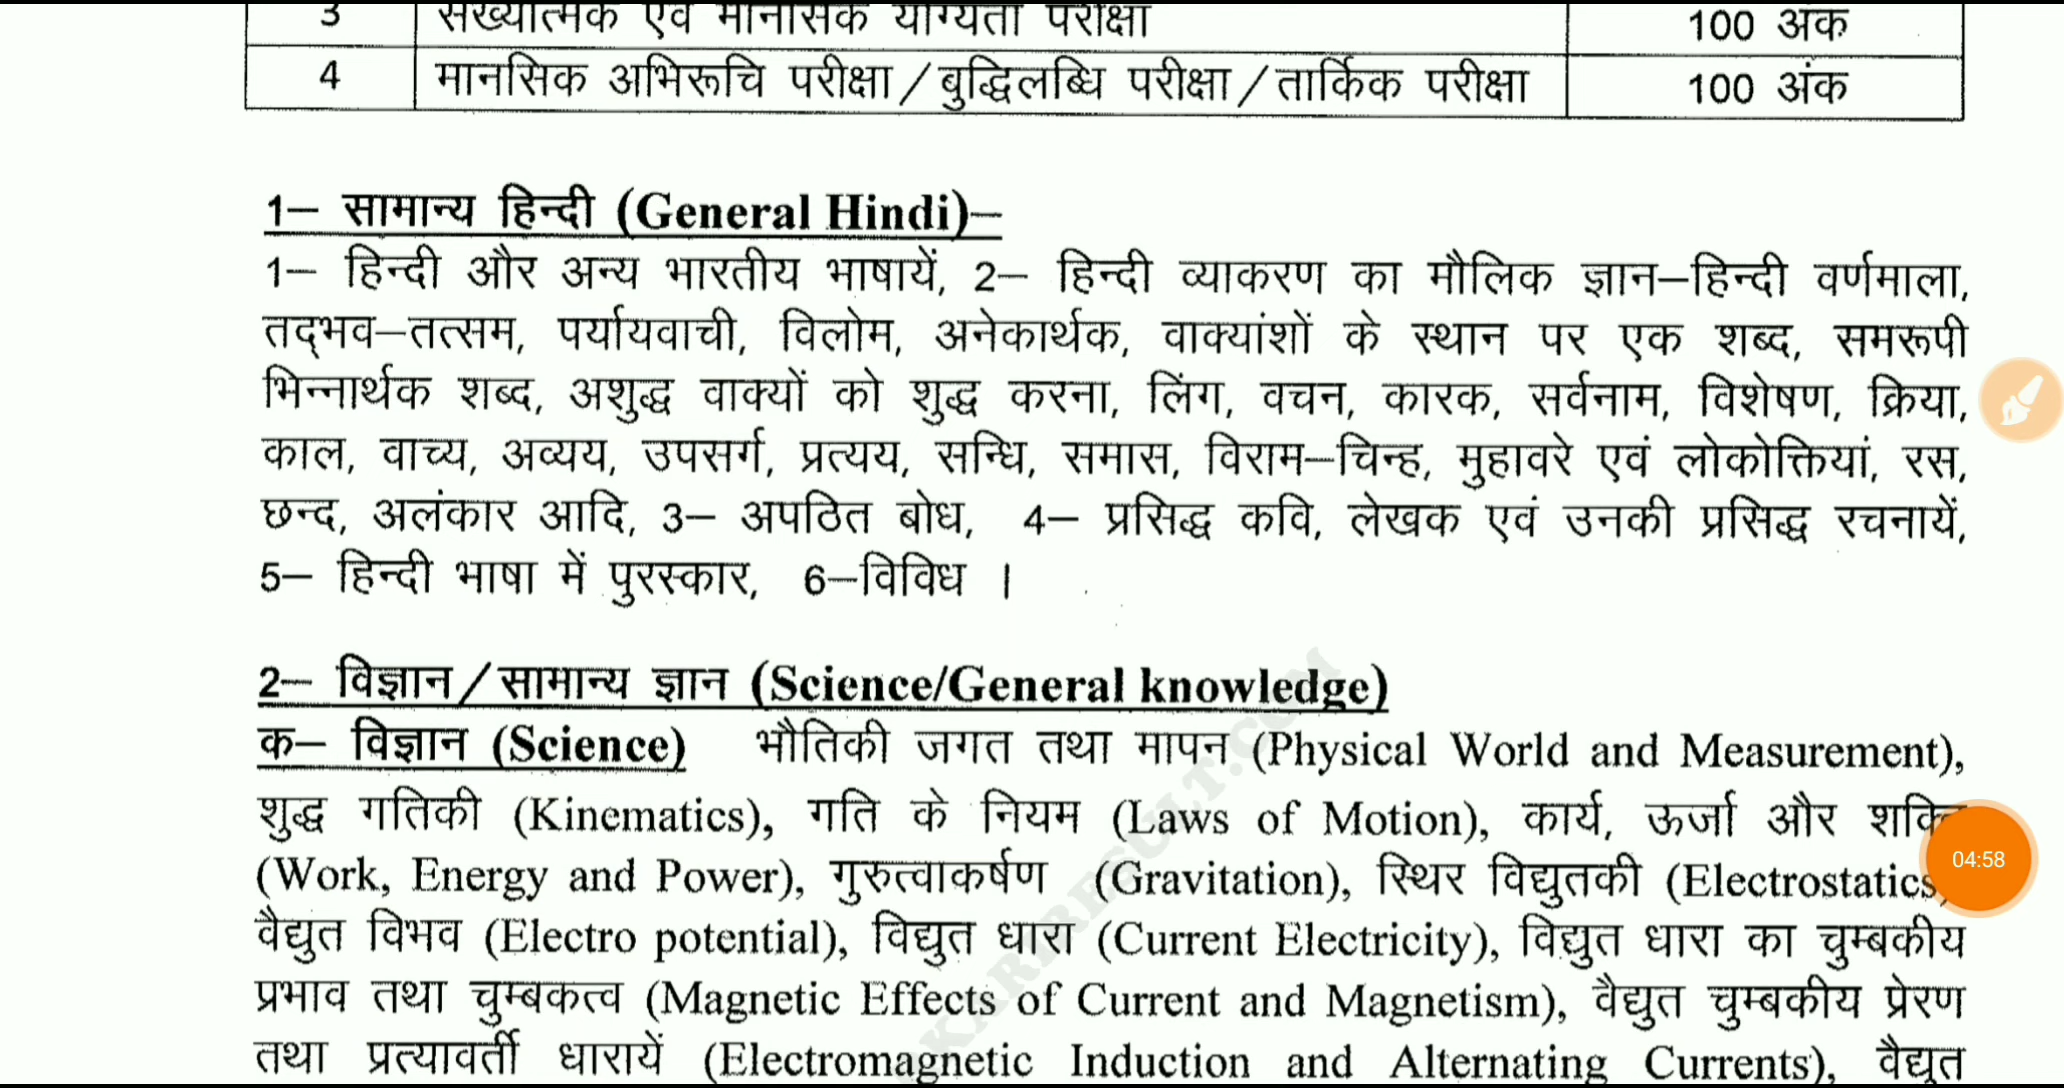 3 संख्यात्मक एवं मानसिक योग्यता परीक्षा 100 अंक
4 मानसिक अभिरूचि परीक्षा/बुद्धिलब्धि परीक्षा/तार्किक परीक्षा 100 अंक
1– सामान्य हिन्दी (General Hindi)–
1– हिन्दी और अन्य भारतीय भाषायें, 2– हिन्दी व्याकरण का मौलिक ज्ञान–हिन्दी वर्णमाला,
तद्भव–तत्सम, पर्यायवाची, विलोम, अनेकार्थक, वाक्यांशों के स्थान पर एक शब्द, समरूपी
भिन्नार्थक शब्द, अशुद्ध वाक्यों को शुद्ध करना, लिंग, वचन, कारक, सर्वनाम, विशेषण, क्रिया,
काल, वाच्य, अव्यय, उपसर्ग, प्रत्यय, सन्धि, समास, विराम–चिन्ह, मुहावरे एवं लोकोक्तियां, रस,
छन्द, अलंकार आदि, 3– अपठित बोध, 4– प्रसिद्ध कवि, लेखक एवं उनकी प्रसिद्ध रचनायें,
5– हिन्दी भाषा में पुरस्कार, 6–विविध ।
2– विज्ञान/सामान्य ज्ञान (Science/General knowledge)
क– विज्ञान (Science) भौतिकी जगत तथा मापन (Physical World and Measurement),
शुद्ध गतिकी (Kinematics), गति के नियम (Laws of Motion), कार्य, ऊर्जा और शक्ति
(Work, Energy and Power), गुरुत्वाकर्षण (Gravitation), स्थिर विद्युतकी (Electrostatics),
04:58
वैद्युत विभव (Electro potential), विद्युत धारा (Current Electricity), विद्युत धारा का चुम्बकीय
प्रभाव तथा चुम्बकत्व (Magnetic Effects of Current and Magnetism), वैद्युत चुम्बकीय प्रेरण
तथा प्रत्यावर्ती धारायें (Electromagnetic Induction and Alternating Currents), वैद्युत